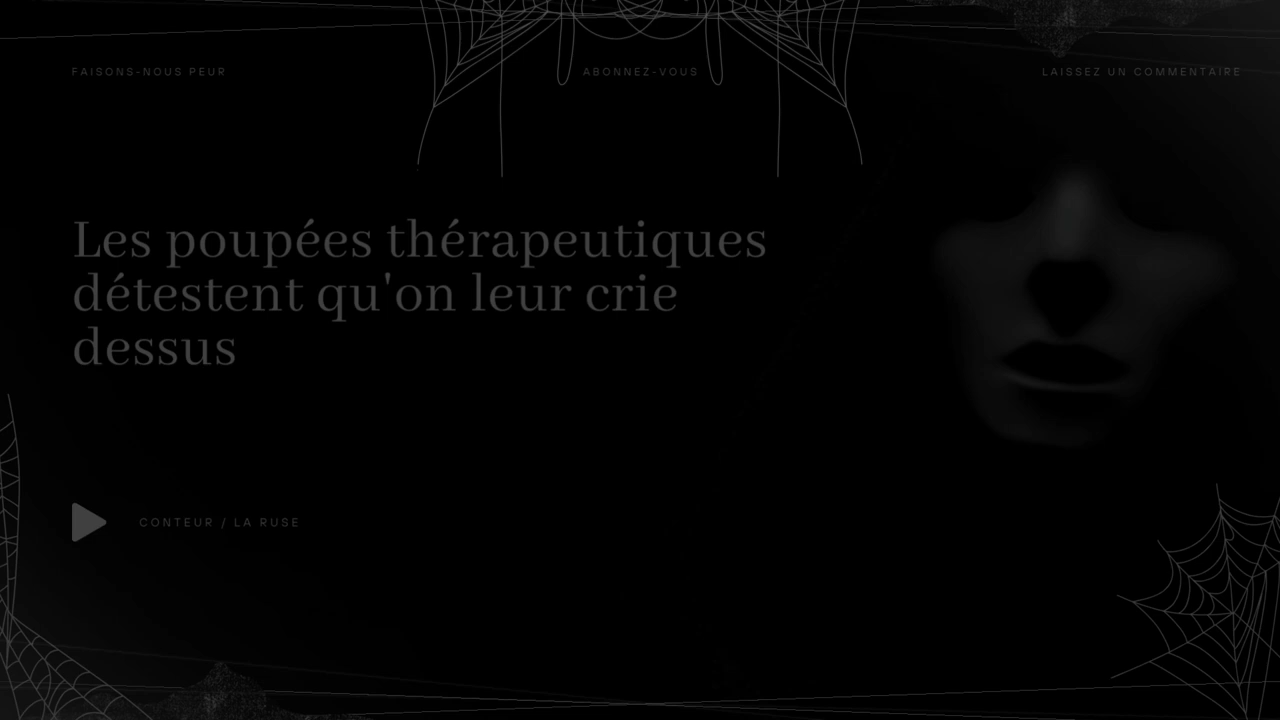 FAISONS-NOUS PEUR
ABONNEZ-VOUS
LAISSEZ UN COMMENTAIRE
Les poupées thérapeutiques
détestent qu'on leur crie
dessus
CONTEUR / LA RUSE